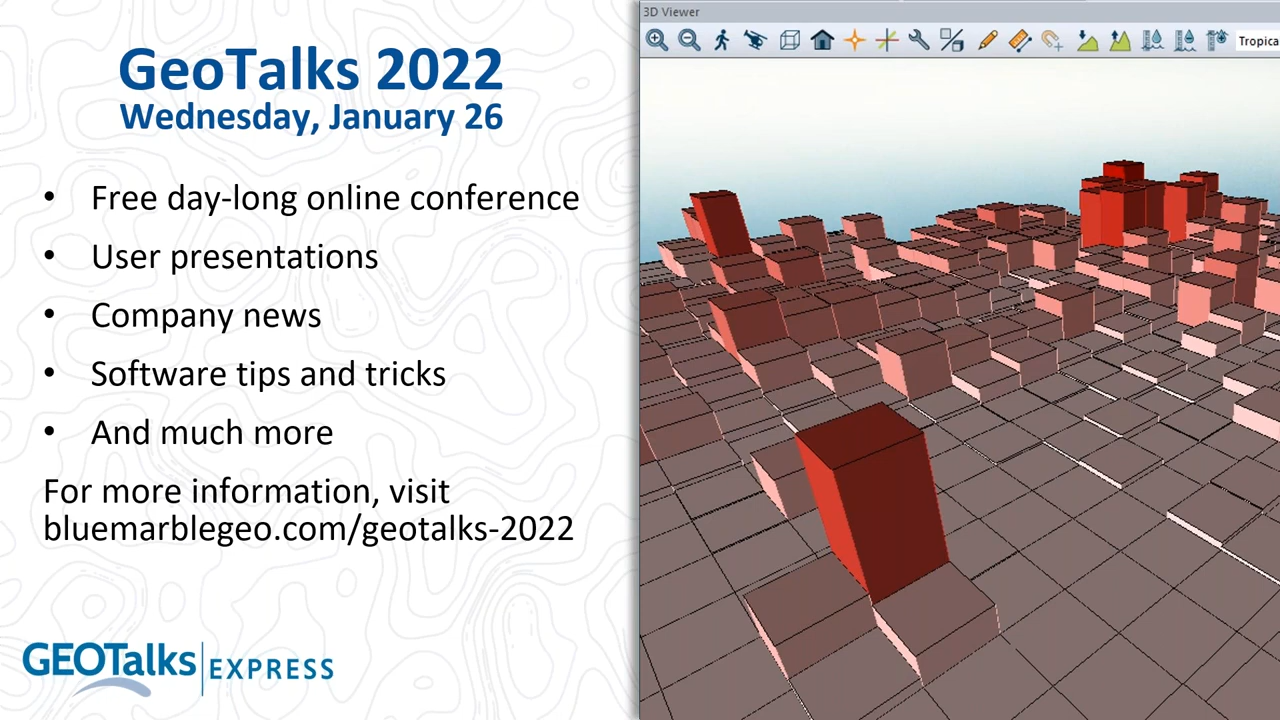 GeoTalks 2022
Wednesday, January 26
• Free day-long online conference
• User presentations
• Company news
• Software tips and tricks
• And much more
For more information, visit
bluemarblegeo.com/geotalks-2022
GEOTalks EXPRESS
3D Viewer
Tropica